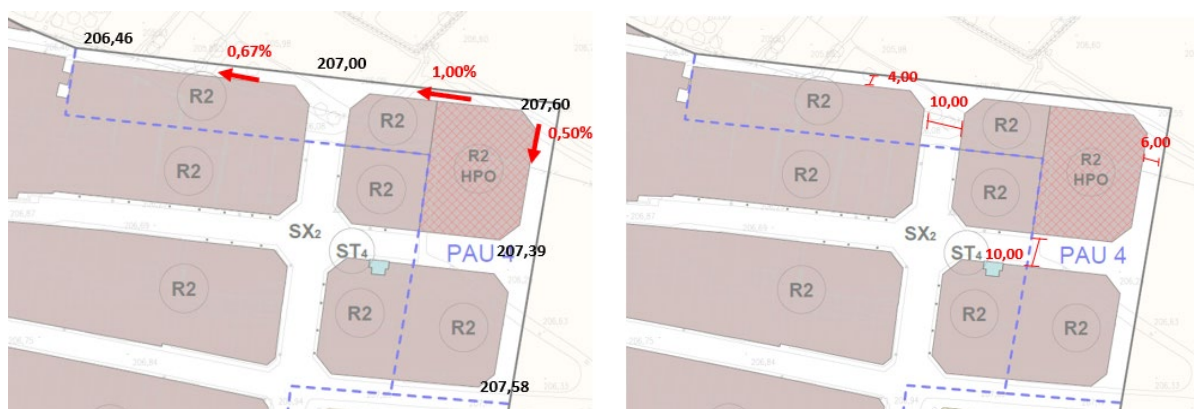 206,46
0,67%
207,00
1,00%
207,60
0,50%
R2
R2
R2
HPO
R2
R2
SX2
ST4
PAU 4
207,39
R2
R2
R2
207,58
4,00
10,00
6,00
R2
R2
R2
HPO
R2
R2
SX2
ST4
10,00
PAU 4
R2
R2
R2